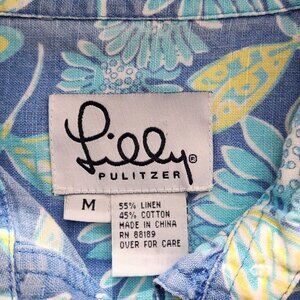 Lilly®
PULITZER
M
55% LINEN
45% COTTON
MADE IN CHINA
RN 88189
OVER FOR CARE